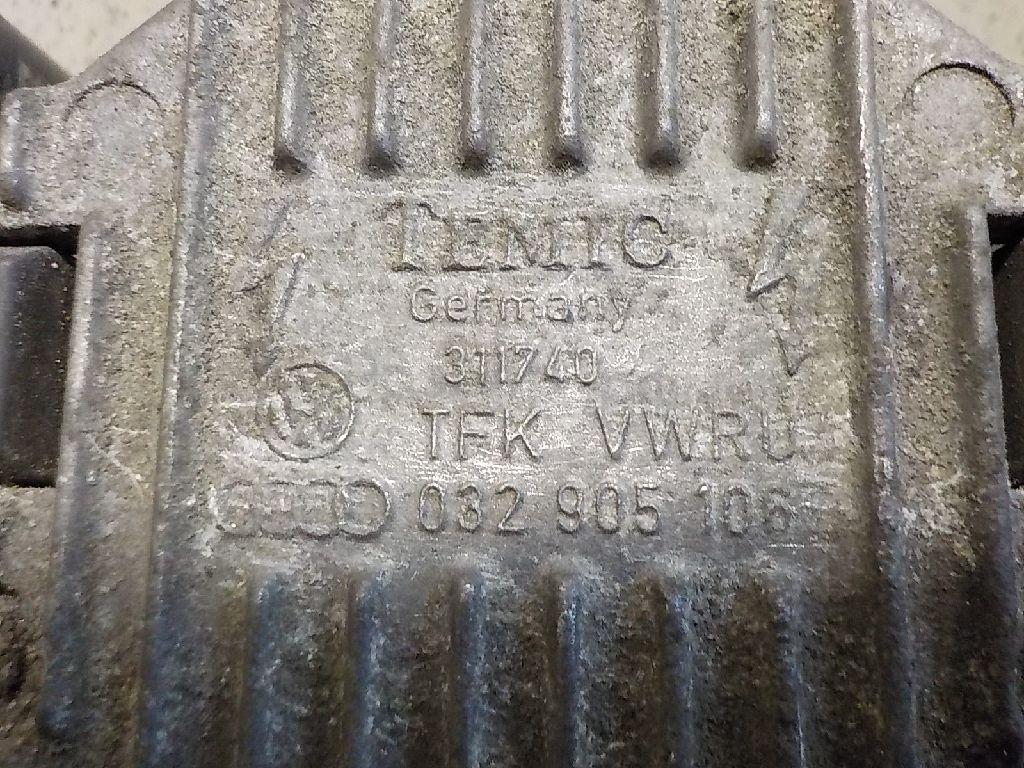 TEMIC
Germany
311740
TFK VWRU
032 905 106